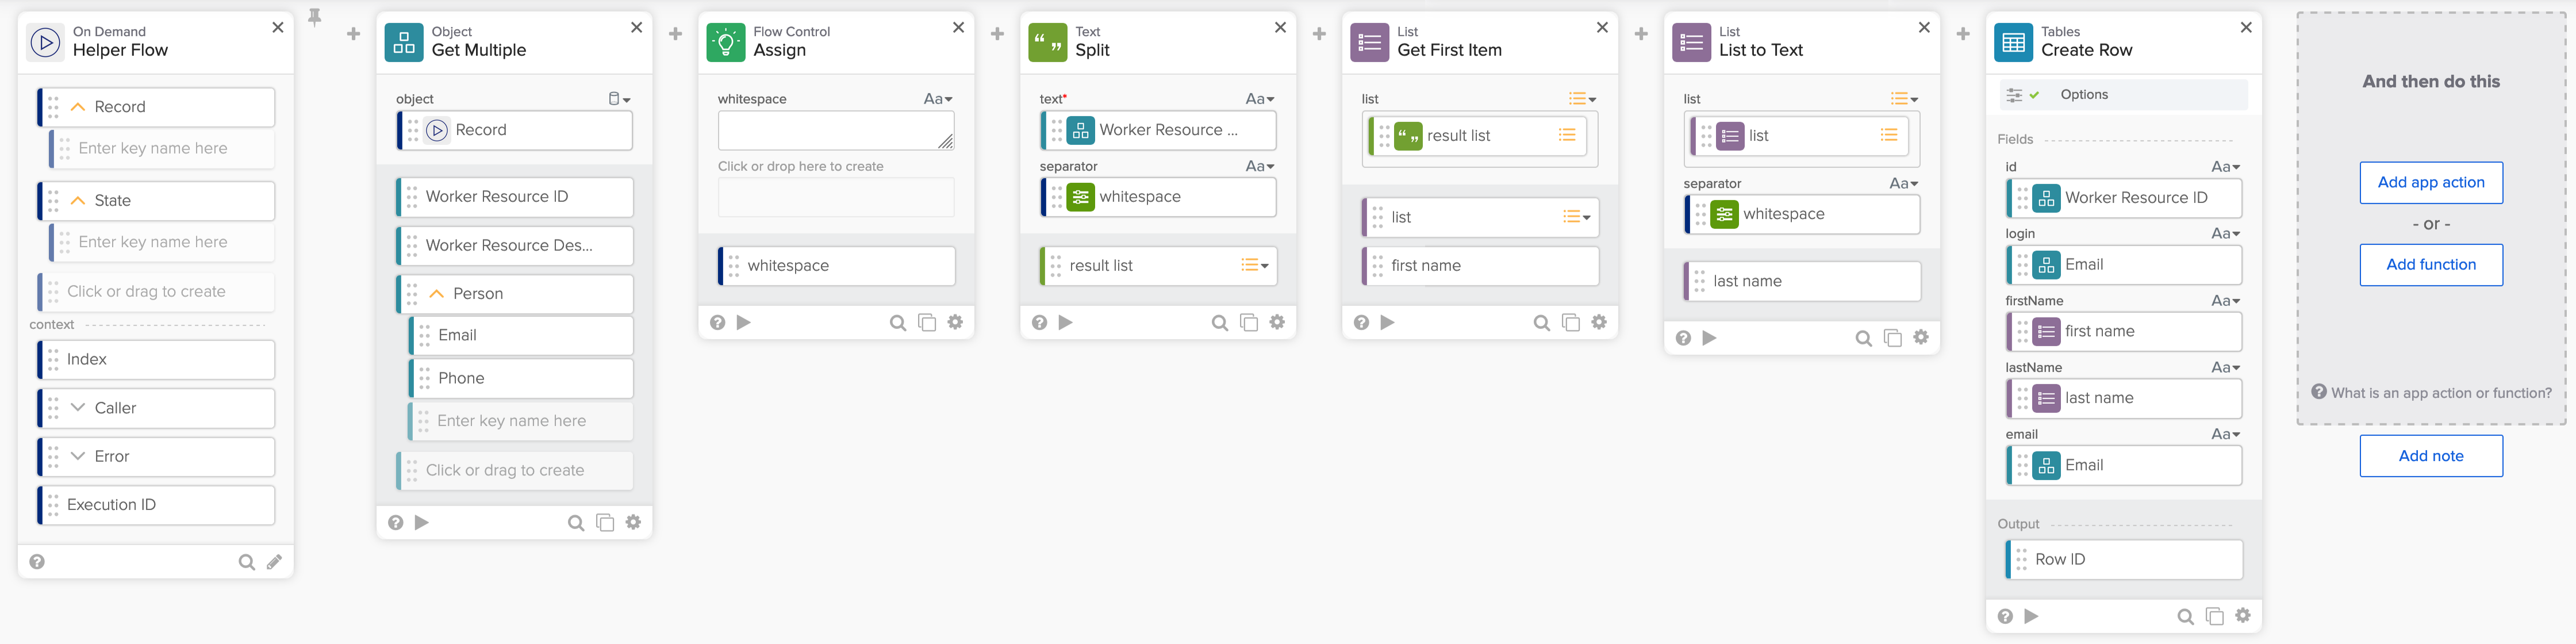 On Demand
Helper Flow
Record
Enter key name here
State
Enter key name here
Click or drag to create
context
Index
Caller
Error
Execution ID
Object
Get Multiple
object
Record
Worker Resource ID
Worker Resource Des...
Person
Email
Phone
Enter key name here
Click or drag to create
Flow Control
Assign
whitespace Aa
Click or drop here to create
whitespace
Text
Split
text* Aa
Worker Resource ...
separator Aa
whitespace
result list
List
Get First Item
list
result list
list
first name
List
List to Text
list
list
separator Aa
whitespace
last name
Tables
Create Row
Options
Fields
id Aa
Worker Resource ID
login Aa
Email
firstName Aa
first name
lastName Aa
last name
email Aa
Email
Output
Row ID
And then do this
Add app action
- or -
Add function
? What is an app action or function?
Add note